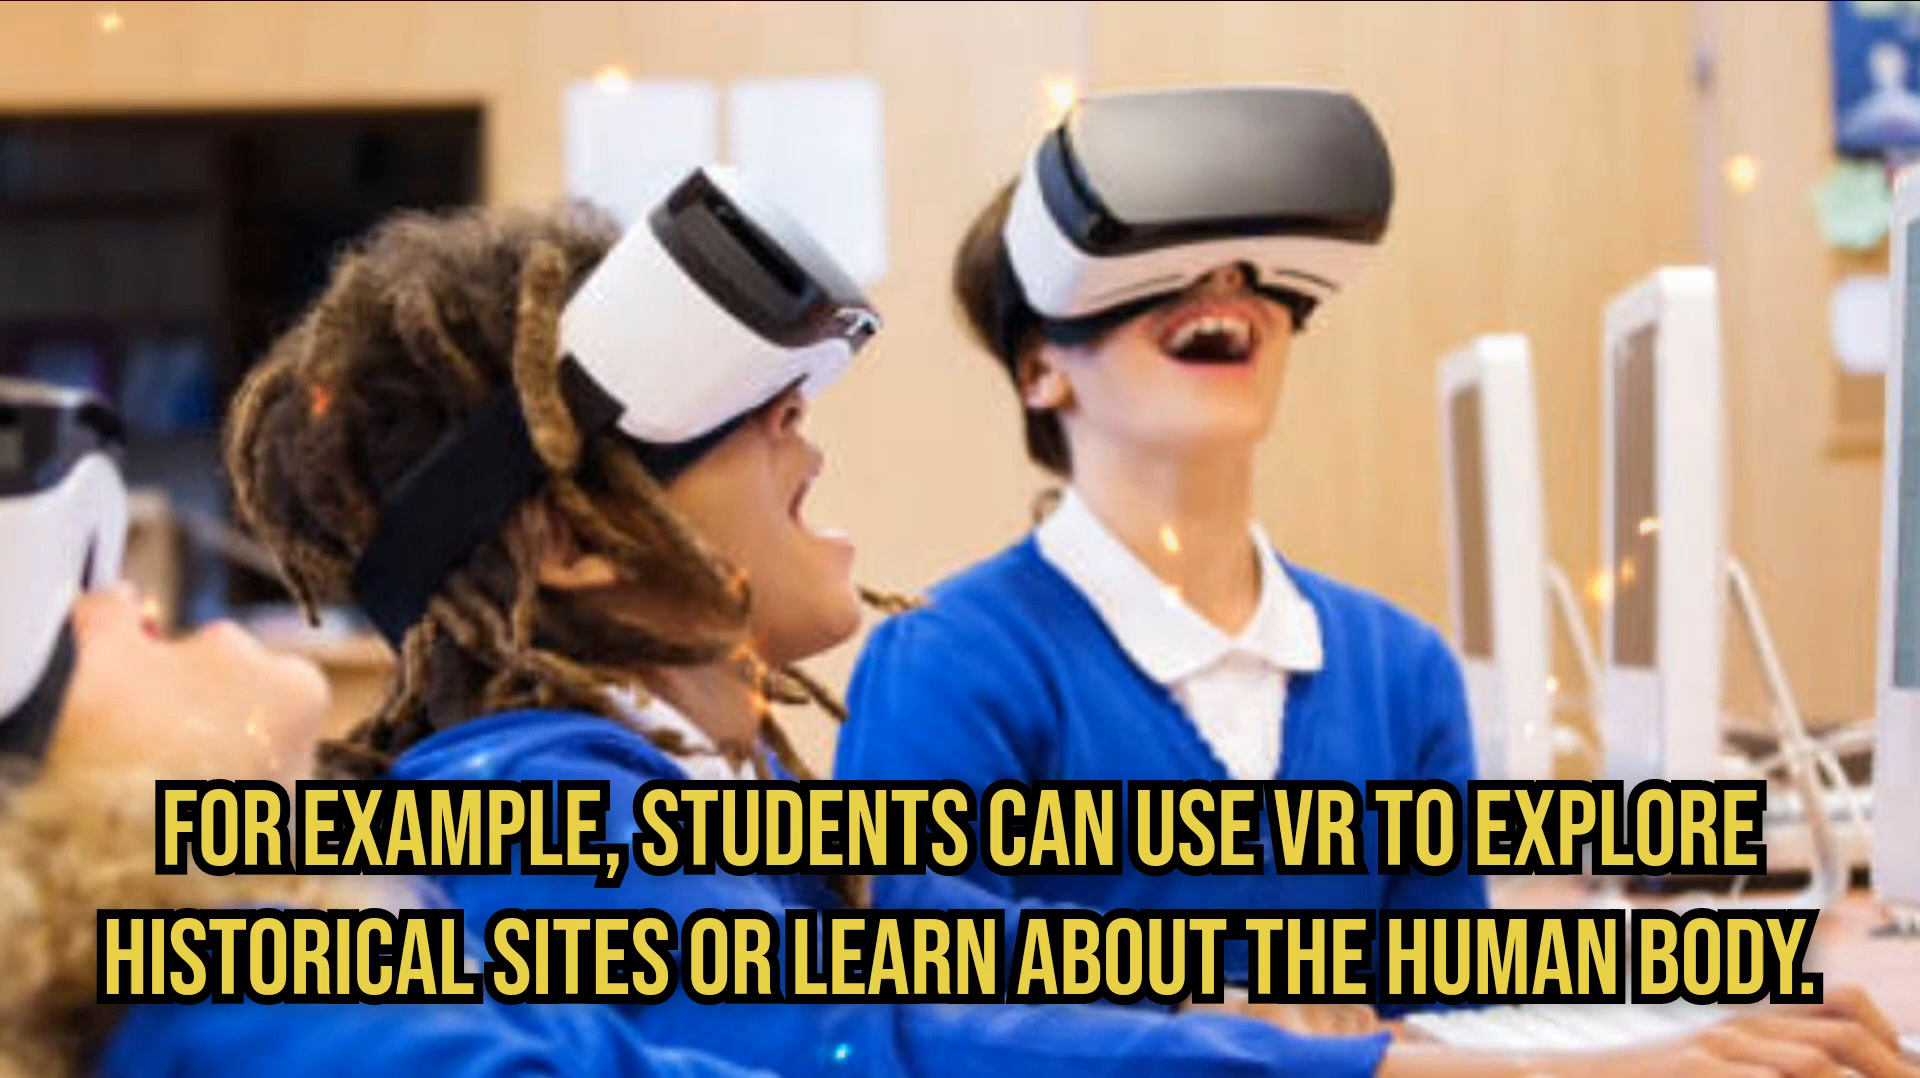 FOR EXAMPLE, STUDENTS CAN USE VR TO EXPLORE
HISTORICAL SITES OR LEARN ABOUT THE HUMAN BODY.